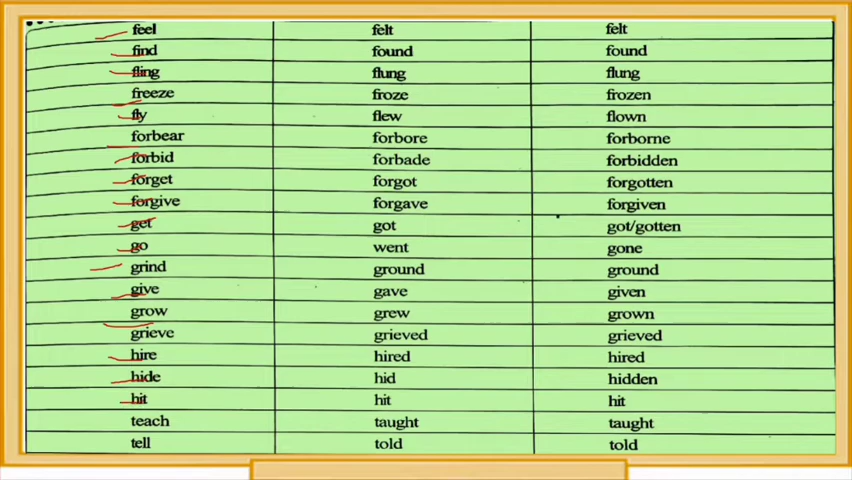 feel felt felt
find found found
fling flung flung
freeze froze frozen
fly flew flown
forbear forbore forborne
forbid forbade forbidden
forget forgot forgotten
forgive forgave forgiven
get got got/gotten
go went gone
grind ground ground
give gave given
grow grew grown
grieve grieved grieved
hire hired hired
hide hid hidden
hit hit hit
teach taught taught
tell told told